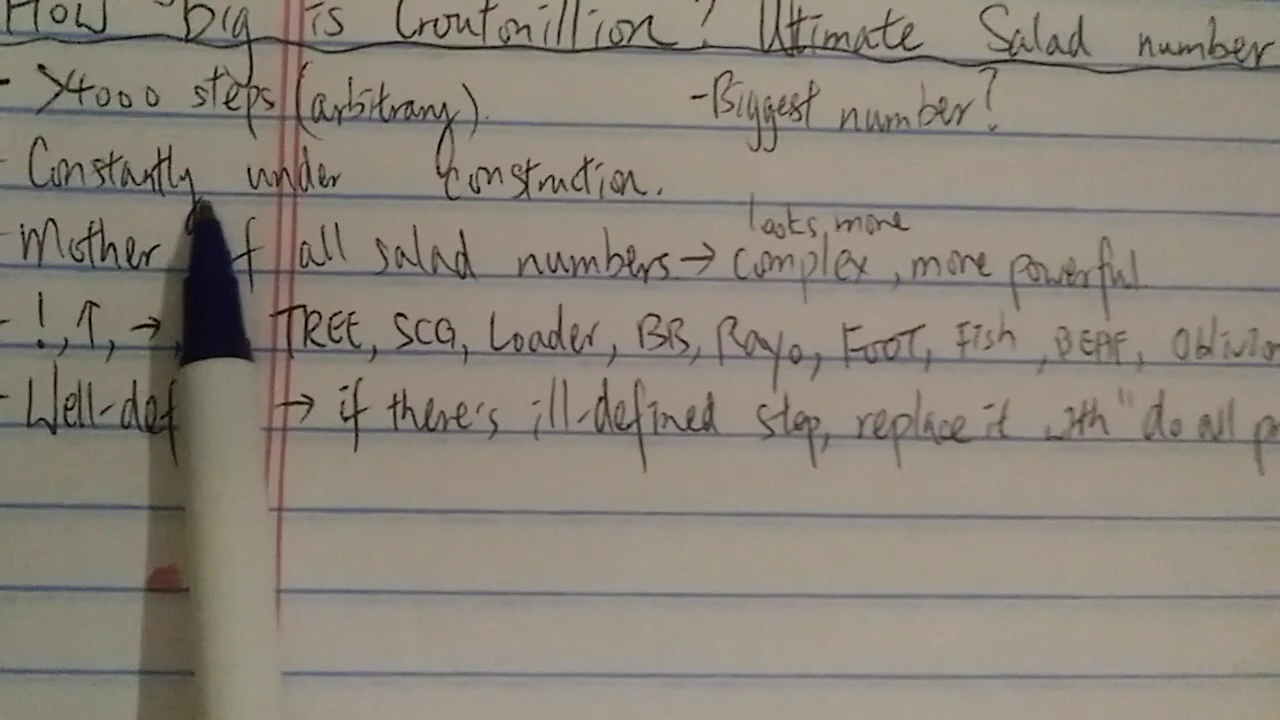 How big is Croutonillion? Ultimate Salad number
- >4000 steps (arbitrary). -Biggest number?
- Constantly under construction.
looks more
- Mother of all salad numbers → complex, more powerful
- !, ↑, → TREE, SCG, Loader, BB, Rayo, FOOT, Fish, BEAF, Oblivio
- Well-def → if there's ill-defined step, replace it with "do all p